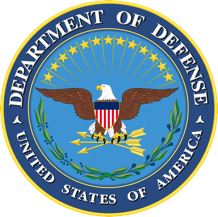 DEPARTMENT OF DEFENSE
UNITED STATES OF AMERICA